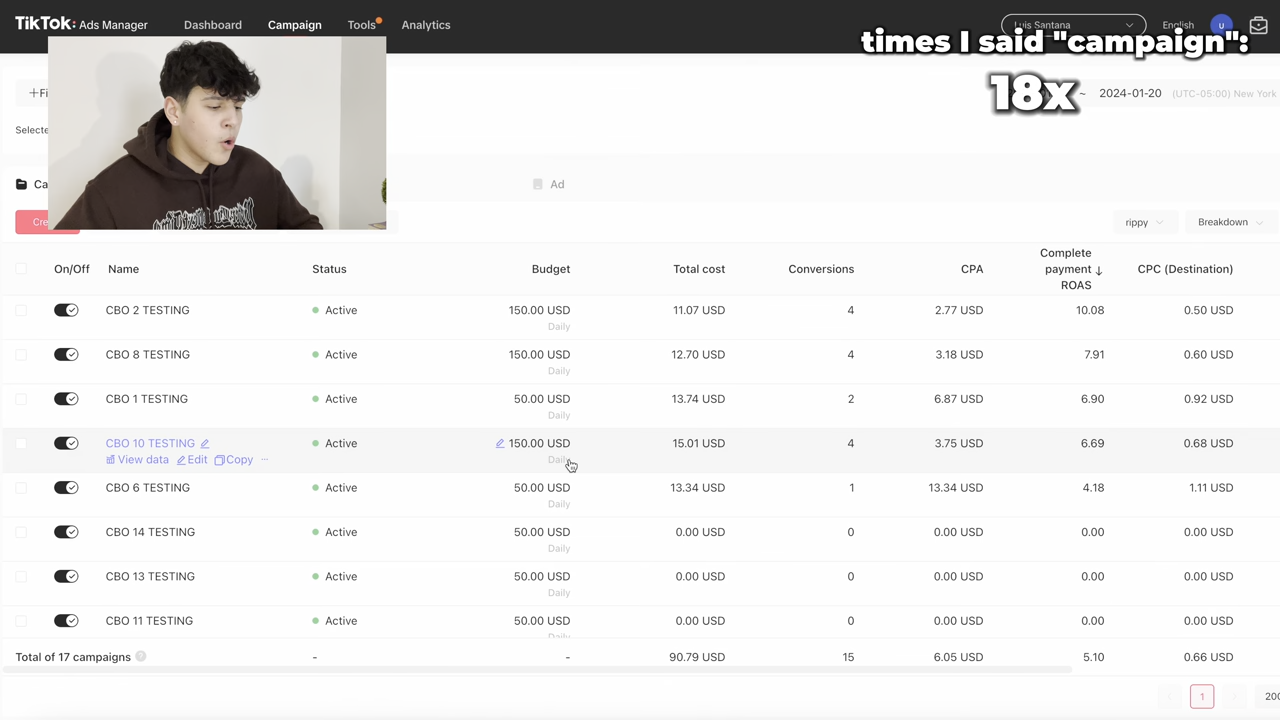 TikTok: Ads Manager Dashboard Campaign Tools Analytics Luis Santana English U
times I said "campaign":
18x
+Fi ~ 2024-01-20 (UTC-05:00) New York
Selecte
Ca Ad
Cre rippy Breakdown
On/Off Name Status Budget Total cost Conversions CPA Complete payment ROAS CPC (Destination)
CBO 2 TESTING Active 150.00 USD 11.07 USD 4 2.77 USD 10.08 0.50 USD
Daily
CBO 8 TESTING Active 150.00 USD 12.70 USD 4 3.18 USD 7.91 0.60 USD
Daily
CBO 1 TESTING Active 50.00 USD 13.74 USD 2 6.87 USD 6.90 0.92 USD
Daily
CBO 10 TESTING Active 150.00 USD 15.01 USD 4 3.75 USD 6.69 0.68 USD
View data Edit Copy ... Daily
CBO 6 TESTING Active 50.00 USD 13.34 USD 1 13.34 USD 4.18 1.11 USD
Daily
CBO 14 TESTING Active 50.00 USD 0.00 USD 0 0.00 USD 0.00 0.00 USD
Daily
CBO 13 TESTING Active 50.00 USD 0.00 USD 0 0.00 USD 0.00 0.00 USD
Daily
CBO 11 TESTING Active 50.00 USD 0.00 USD 0 0.00 USD 0.00 0.00 USD
Daily
Total of 17 campaigns - - 90.79 USD 15 6.05 USD 5.10 0.66 USD
1 200